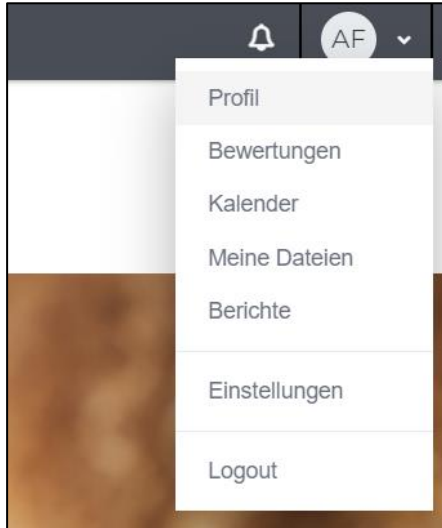 AF
Profil
Bewertungen
Kalender
Meine Dateien
Berichte
Einstellungen
Logout